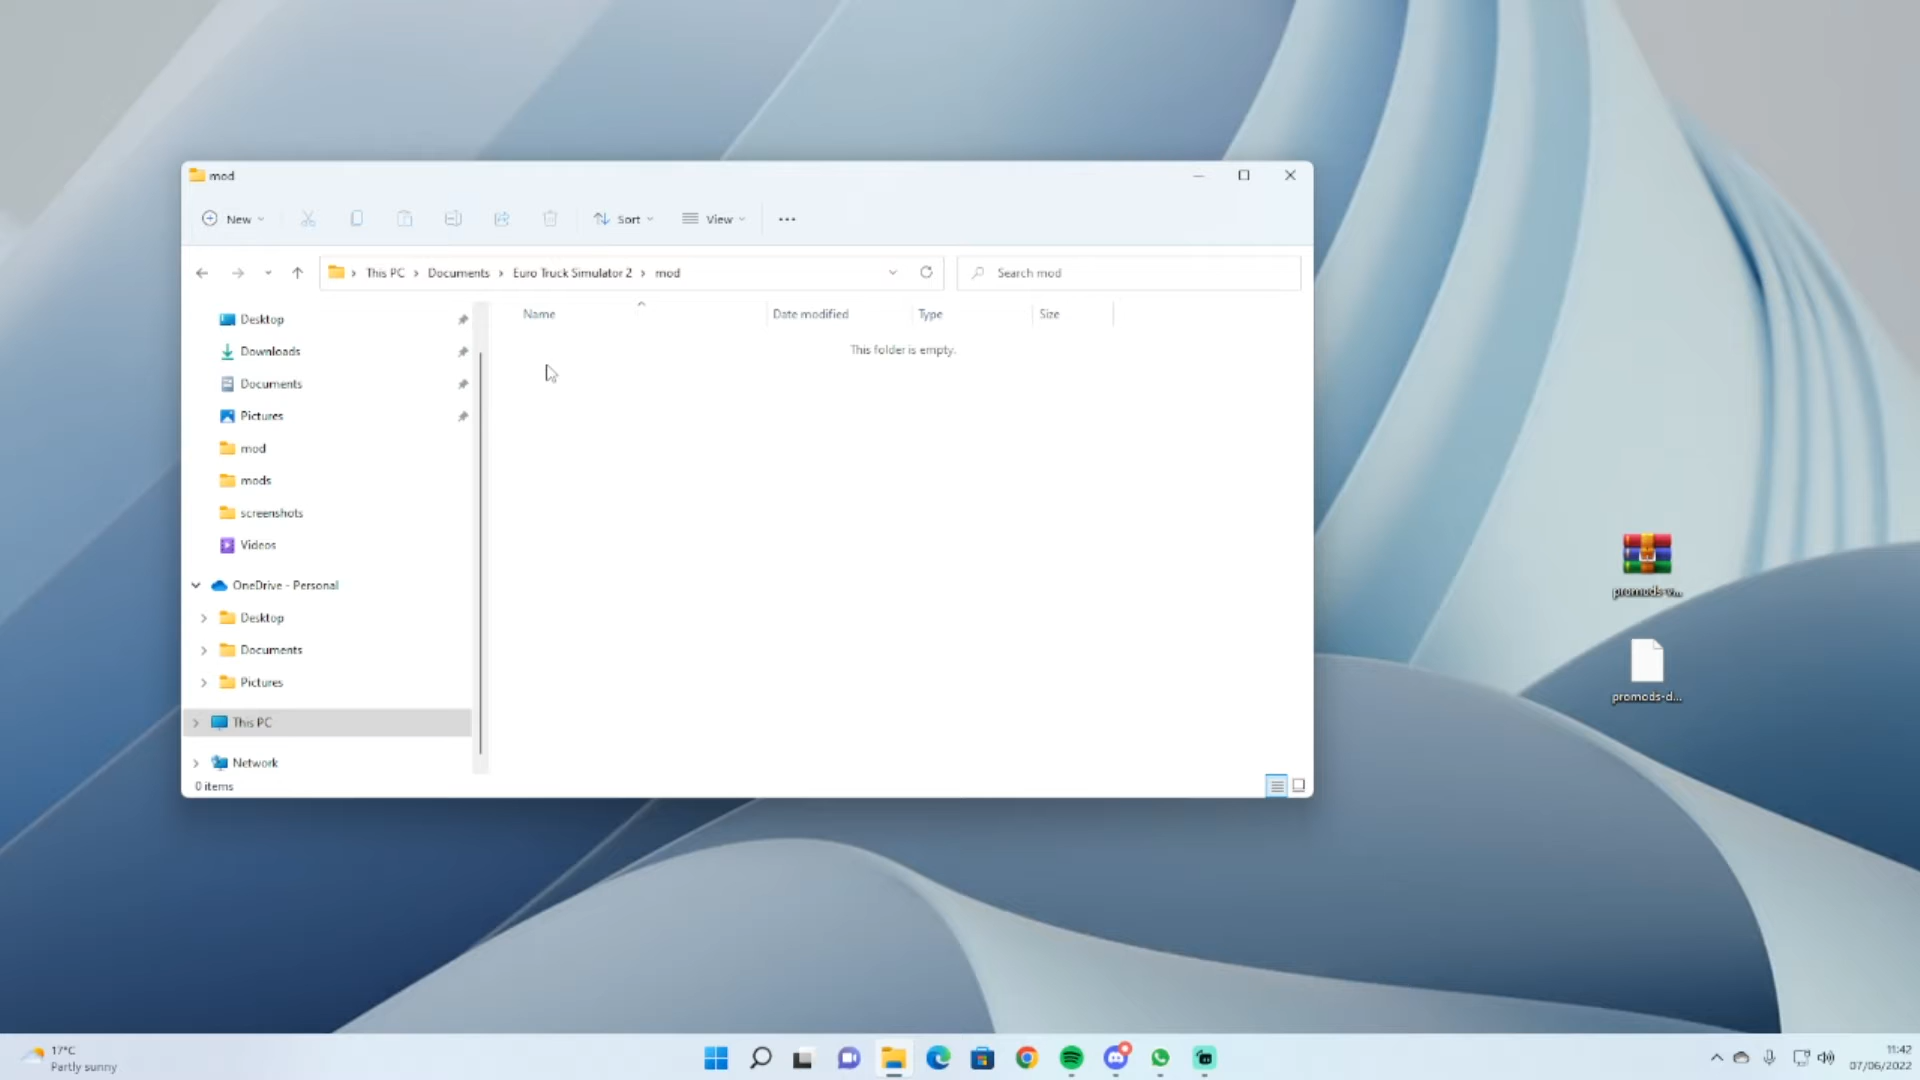 mod
New
Sort
View
This PC
Documents
Euro Truck Simulator 2
mod
Search mod
Name
Date modified
Type
Size
This folder is empty.
Desktop
Downloads
Documents
Pictures
mod
mods
screenshots
Videos
OneDrive - Personal
Desktop
Documents
Pictures
This PC
Network
0 items
promods-v...
promods-d...
17°C
Partly sunny
11:42
07/06/2022